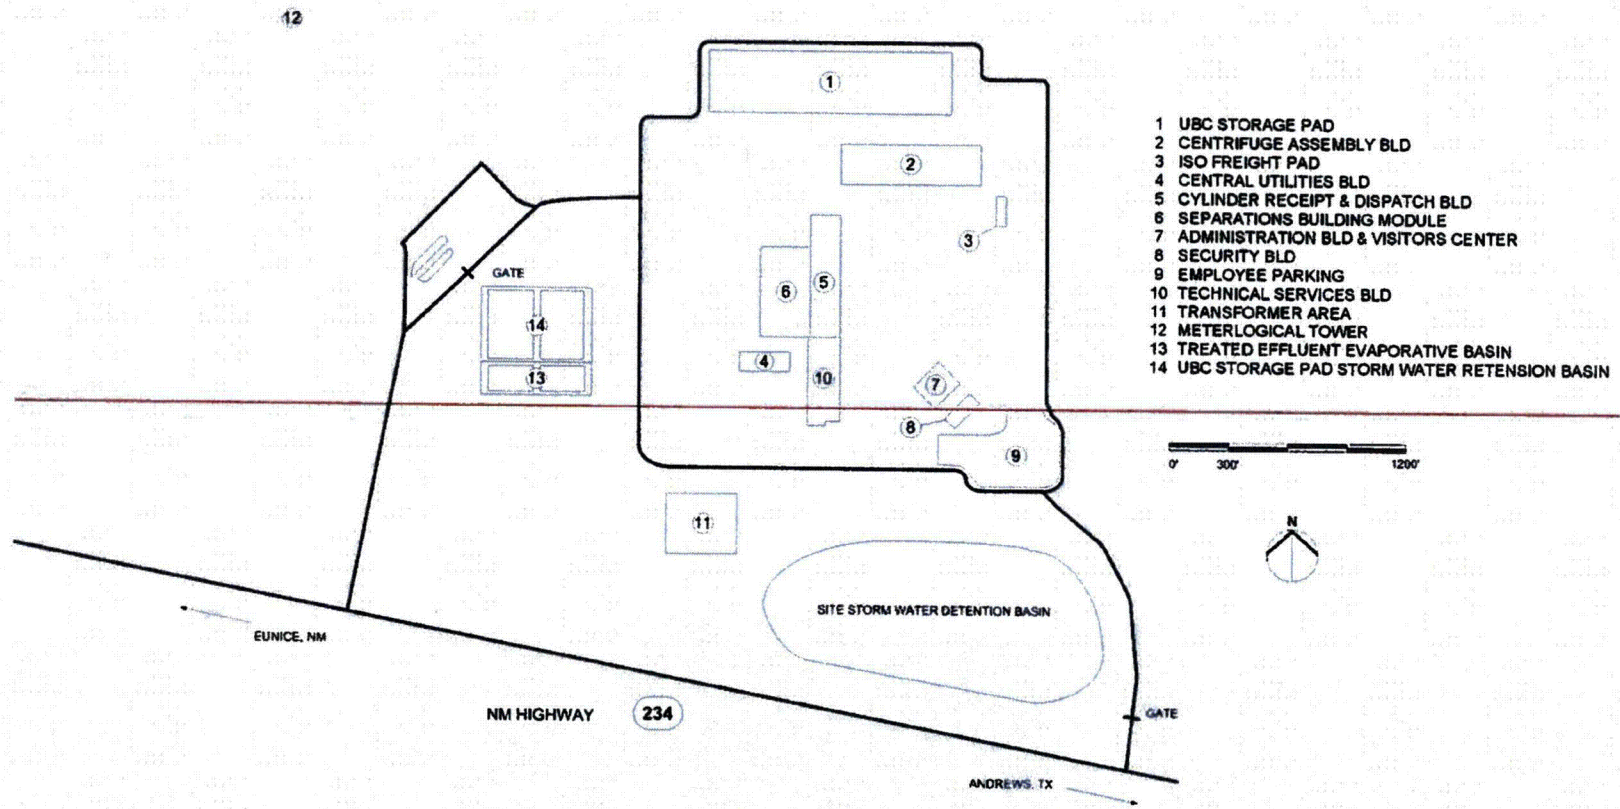 12
1
1 UBC STORAGE PAD
2 CENTRIFUGE ASSEMBLY BLD
3 ISO FREIGHT PAD
4 CENTRAL UTILITIES BLD
5 CYLINDER RECEIPT & DISPATCH BLD
6 SEPARATIONS BUILDING MODULE
7 ADMINISTRATION BLD & VISITORS CENTER
8 SECURITY BLD
9 EMPLOYEE PARKING
10 TECHNICAL SERVICES BLD
11 TRANSFORMER AREA
12 METERLOGICAL TOWER
13 TREATED EFFLUENT EVAPORATIVE BASIN
14 UBC STORAGE PAD STORM WATER RETENSION BASIN
2
3
GATE
5
6
14
4
13
10
7
8
9
0' 300' 1200'
11
N
SITE STORM WATER DETENTION BASIN
EUNICE, NM
NM HIGHWAY 234
GATE
ANDREWS, TX